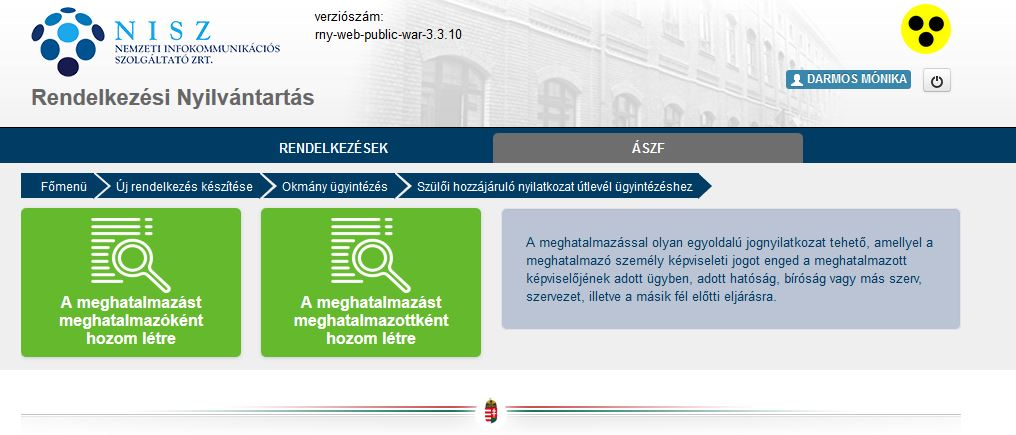 NISZ
NEMZETI INFOKOMMUNIKÁCIÓS
SZOLGÁLTATÓ ZRT.
Rendelkezési Nyilvántartás
verziószám:
rny-web-public-war-3.3.10
DARMOS MÓNIKA
RENDELKEZÉSEK
ÁSZF
Főmenü
Új rendelkezés készítése
Okmány ügyintézés
Szülői hozzájáruló nyilatkozat útlevél ügyintézéshez
A meghatalmazást
meghatalmazóként
hozom létre
A meghatalmazást
meghatalmazottként
hozom létre
A meghatalmazással olyan egyoldalú jognyilatkozat tehető, amellyel a
meghatalmazó személy képviseleti jogot enged a meghatalmazott
képviselőjének adott ügyben, adott hatóság, bíróság vagy más szerv,
szervezet, illetve a másik fél előtti eljárásra.